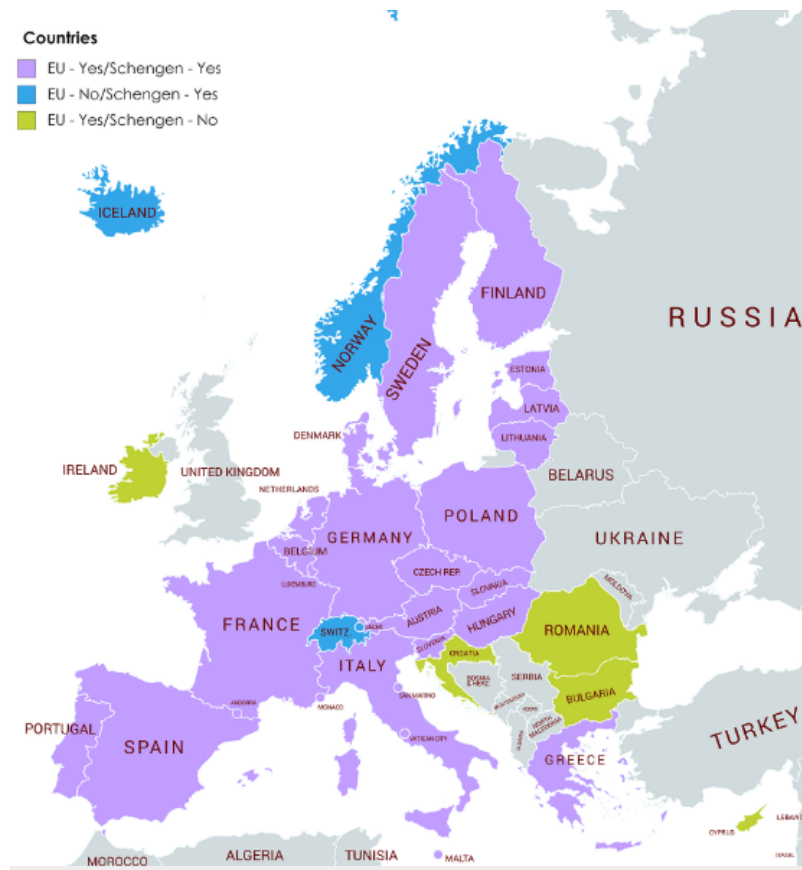 Countries
EU - Yes/Schengen - Yes
EU - No/Schengen - Yes
EU - Yes/Schengen - No
ICELAND
FINLAND
RUSSIA
NORWAY
SWEDEN
ESTONIA
LATVIA
DENMARK
LITHUANIA
IRELAND
UNITED KINGDOM
BELARUS
NETHERLANDS
POLAND
GERMANY
UKRAINE
BELGIUM
CZECH REP.
LUXEMBURG
SLOVAKIA
MOLDOVA
AUSTRIA
HUNGARY
FRANCE
SWITZ
ROMANIA
SLOVENIA
CROATIA
ITALY
BOSNIA
& HERZ
SERBIA
SAN MARINO
BULGARIA
ANDORRA
MONACO
NORTH
MACEDONIA
PORTUGAL
VATICAN CITY
TURKEY
SPAIN
GREECE
CYPRUS
LEBAN
MALTA
ALGERIA
TUNISIA
MOROCCO